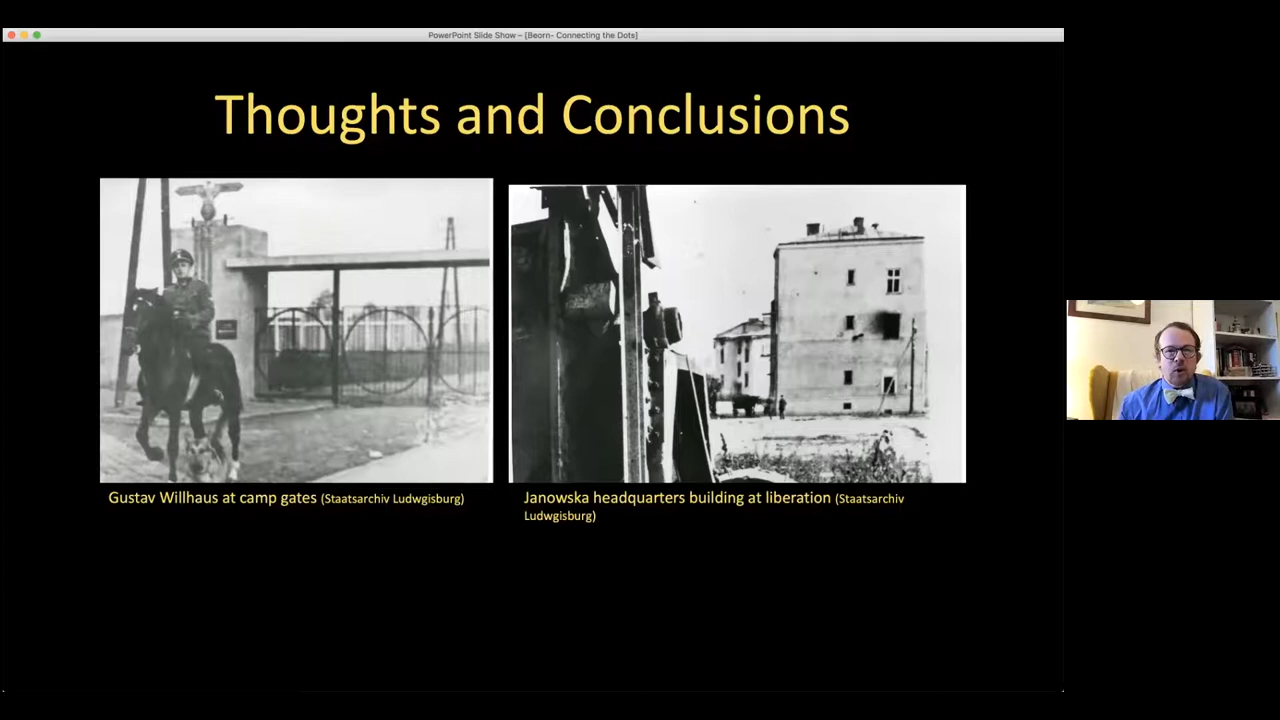 PowerPoint Slide Show – [Beorn- Connecting the Dots]
Thoughts and Conclusions
Gustav Willhaus at camp gates (Staatsarchiv Ludwgisburg)
Janowska headquarters building at liberation (Staatsarchiv
Ludwgisburg)